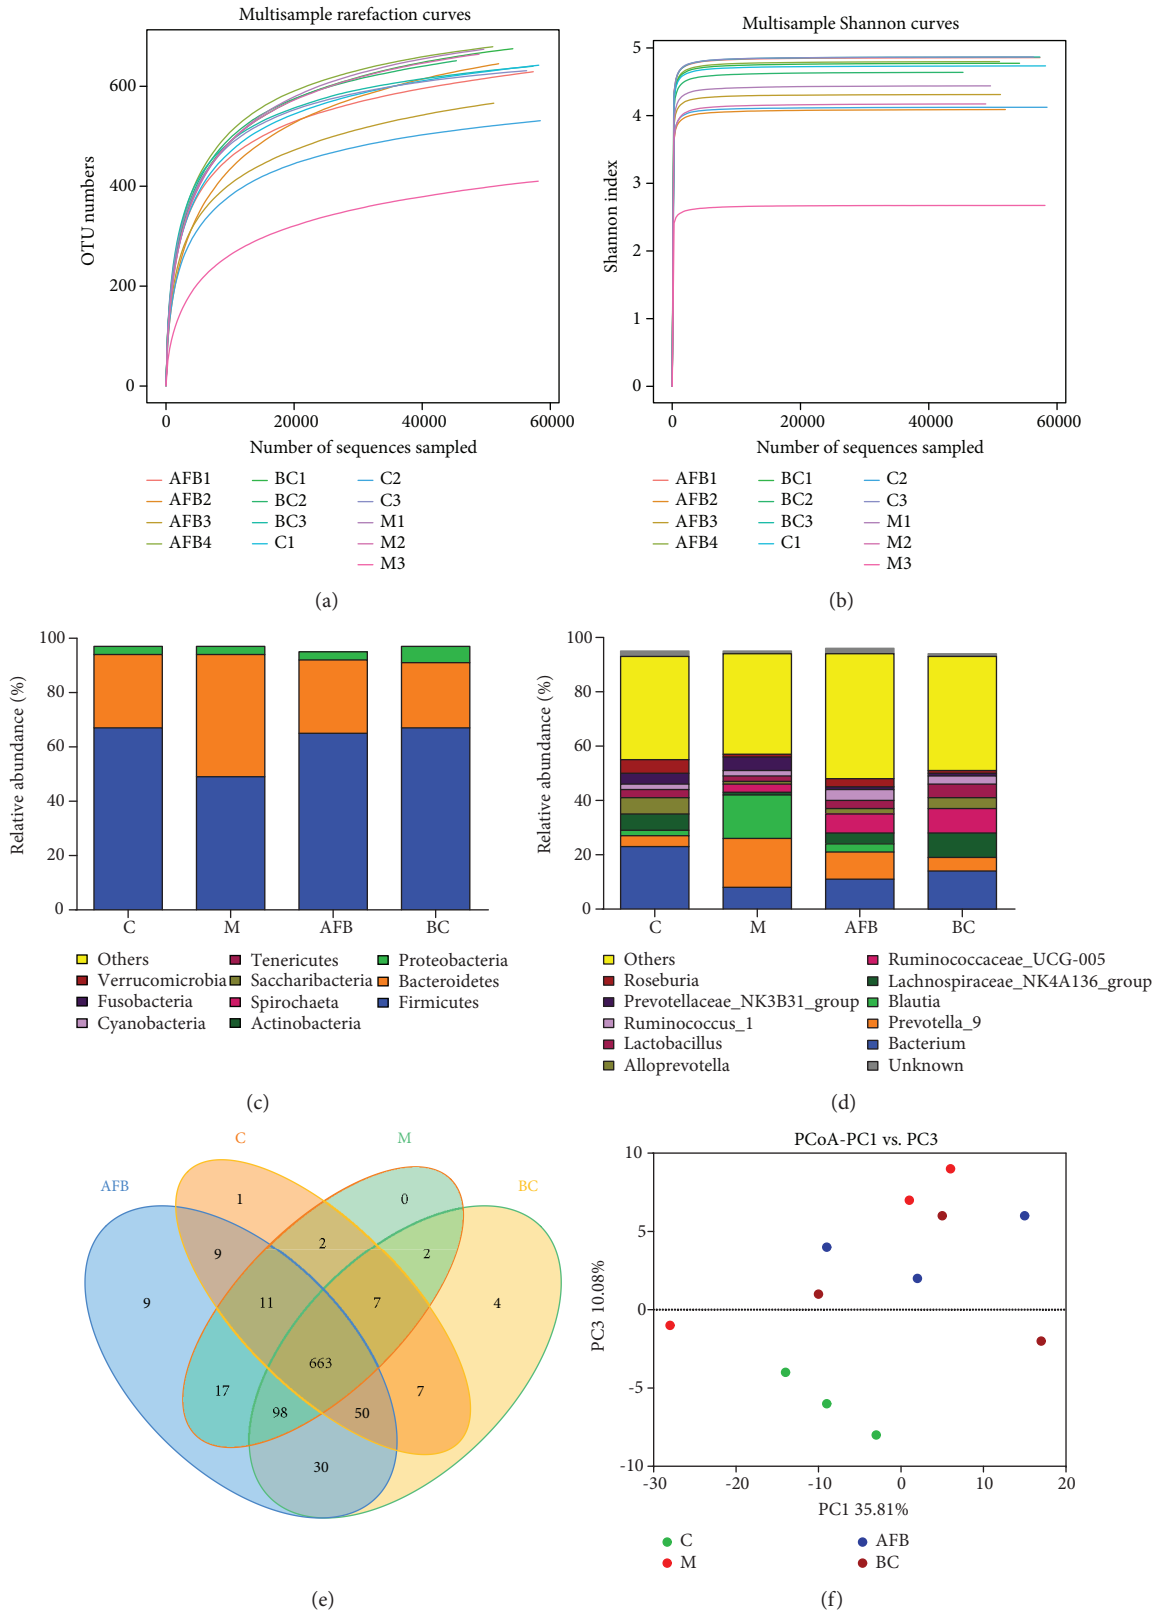 Multisample rarefaction curves
OTU numbers
600
400
200
0
0 20000 40000 60000
Number of sequences sampled
AFB1 BC1 C2
AFB2 BC2 C3
AFB3 BC3 M1
AFB4 C1 M2
M3
(a)
Multisample Shannon curves
Shannon index
5
4
3
2
1
0
0 20000 40000 60000
Number of sequences sampled
AFB1 BC1 C2
AFB2 BC2 C3
AFB3 BC3 M1
AFB4 C1 M2
M3
(b)
Relative abundance (%)
100
80
60
40
20
0
C M AFB BC
Others Tenericutes Proteobacteria
Verrucomicrobia Saccharibacteria Bacteroidetes
Fusobacteria Spirochaeta Firmicutes
Cyanobacteria Actinobacteria
(c)
Relative abundance (%)
100
80
60
40
20
0
C M AFB BC
Others Ruminococcaceae_UCG-005
Roseburia Lachnospiraceae_NK4A136_group
Prevotellaceae_NK3B31_group Blautia
Ruminococcus_1 Prevotella_9
Lactobacillus Bacterium
Alloprevotella Unknown
(d)
C M
AFB BC
1 0
9 2 2
9 11 7 4
663
17 7
98 50
30
(e)
PCoA-PC1 vs. PC3
PC3 10.08%
10
5
0
-5
-10
-30 -20 -10 0 10 20
PC1 35.81%
C AFB
M BC
(f)